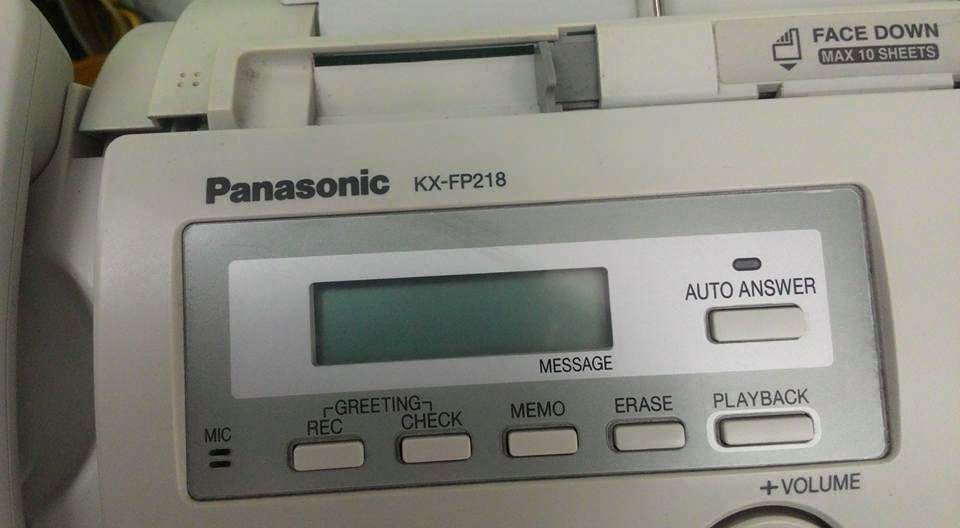 FACE DOWN
MAX 10 SHEETS
Panasonic KX-FP218
AUTO ANSWER
MESSAGE
GREETING
REC CHECK MEMO ERASE PLAYBACK
MIC
+VOLUME